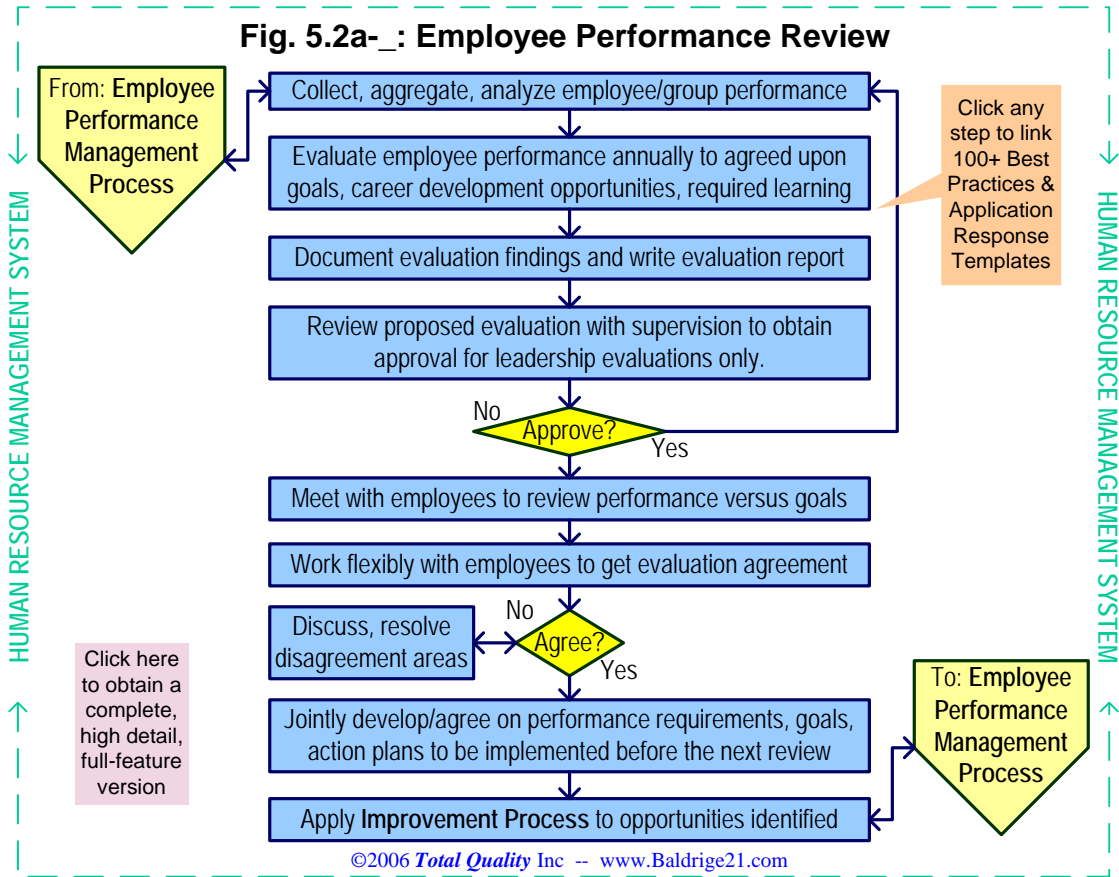 Fig. 5.2a-_: Employee Performance Review
From: Employee
Performance
Management
Process
Collect, aggregate, analyze employee/group performance
Click any
step to link
100+ Best
Practices &
Application
Response
Templates
Evaluate employee performance annually to agreed upon
goals, career development opportunities, required learning
HUMAN RESOURCE MANAGEMENT SYSTEM
HUMAN RESOURCE MANAGEMENT SYSTEM
Document evaluation findings and write evaluation report
Review proposed evaluation with supervision to obtain
approval for leadership evaluations only.
No
Approve?
Yes
Meet with employees to review performance versus goals
Work flexibly with employees to get evaluation agreement
No
Discuss, resolve
disagreement areas
Agree?
Yes
Click here
to obtain a
complete,
high detail,
full-feature
version
Jointly develop/agree on performance requirements, goals,
action plans to be implemented before the next review
To: Employee
Performance
Management
Process
Apply Improvement Process to opportunities identified
©2006 Total Quality Inc -- www.Baldrige21.com